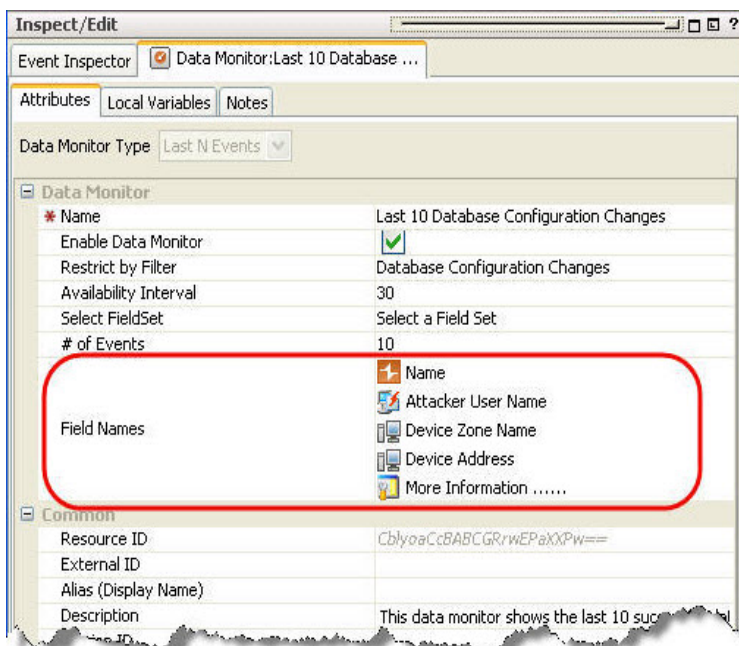 Inspect/Edit ?
Event Inspector Data Monitor:Last 10 Database ...
Attributes Local Variables Notes
Data Monitor Type Last N Events
Data Monitor
* Name Last 10 Database Configuration Changes
Enable Data Monitor
Restrict by Filter Database Configuration Changes
Availability Interval 30
Select FieldSet Select a Field Set
# of Events 10
Field Names
Name
Attacker User Name
Device Zone Name
Device Address
More Information ......
Common
Resource ID
External ID
Alias (Display Name)
Description This data monitor shows the last 10